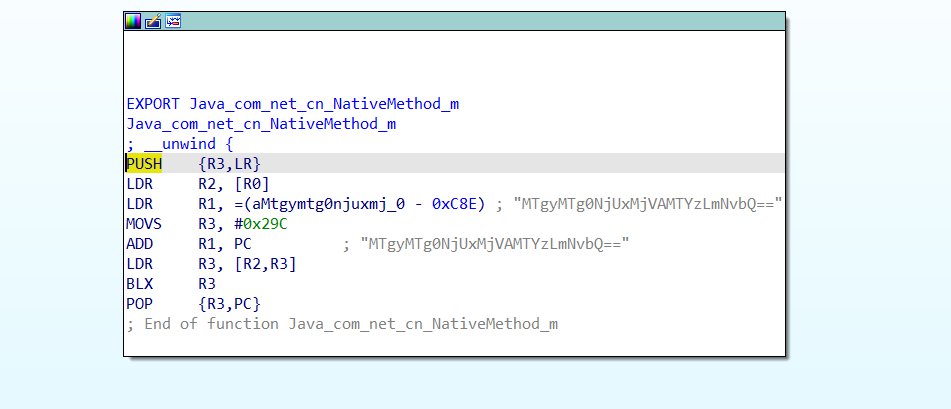 EXPORT Java_com_net_cn_NativeMethod_m
Java_com_net_cn_NativeMethod_m
; __unwind {
PUSH {R3,LR}
LDR R2, [R0]
LDR R1, =(aMtgymtg0njuxmj_0 - 0xC8E) ; "MTgyMTg0NjUxMjVAMTYzLmNvbQ=="
MOVS R3, #0x29C
ADD R1, PC ; "MTgyMTg0NjUxMjVAMTYzLmNvbQ=="
LDR R3, [R2,R3]
BLX R3
POP {R3,PC}
; End of function Java_com_net_cn_NativeMethod_m